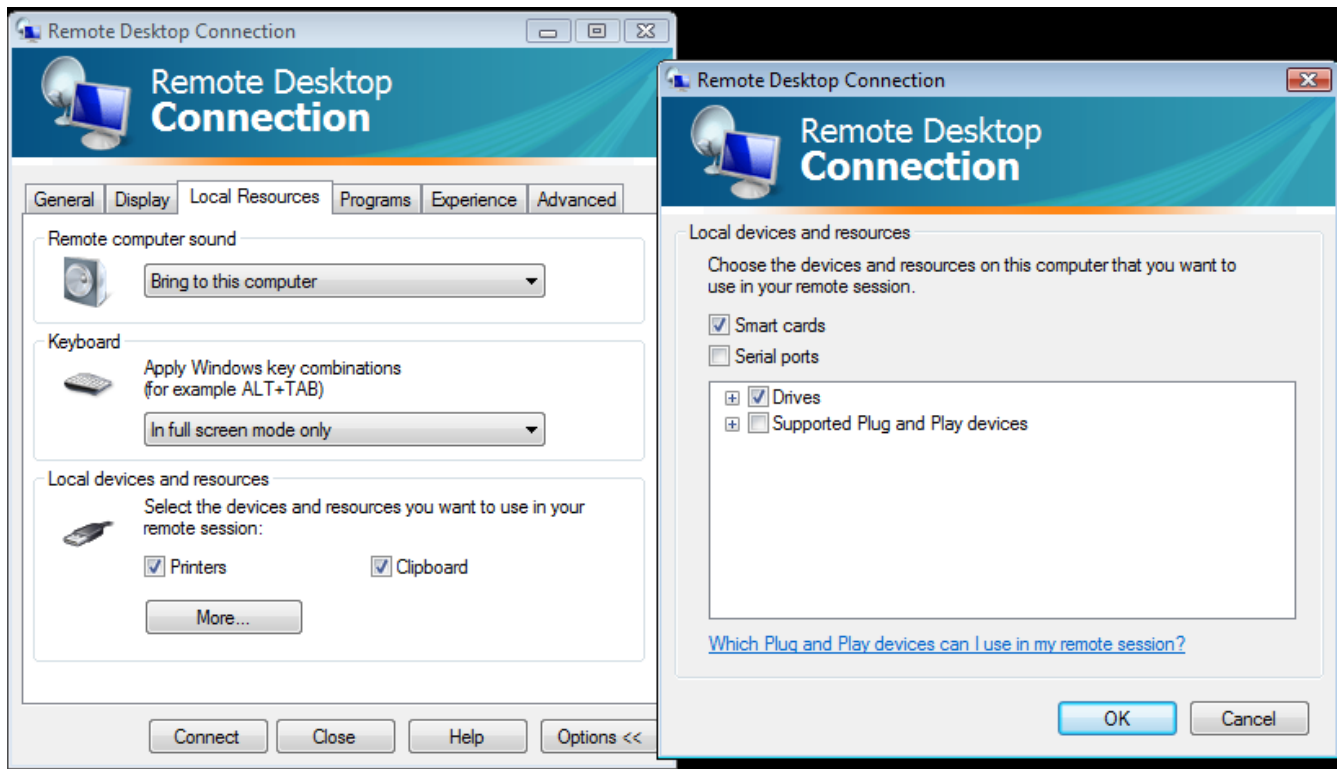 Remote Desktop Connection
Remote Desktop
Connection
General Display Local Resources Programs Experience Advanced
Remote computer sound
Bring to this computer
Keyboard
Apply Windows key combinations
(for example ALT+TAB)
In full screen mode only
Local devices and resources
Select the devices and resources you want to use in your
remote session:
Printers Clipboard
More...
Connect Close Help Options <<
Remote Desktop Connection
Remote Desktop
Connection
Local devices and resources
Choose the devices and resources on this computer that you want to
use in your remote session.
Smart cards
Serial ports
Drives
Supported Plug and Play devices
Which Plug and Play devices can I use in my remote session?
OK Cancel